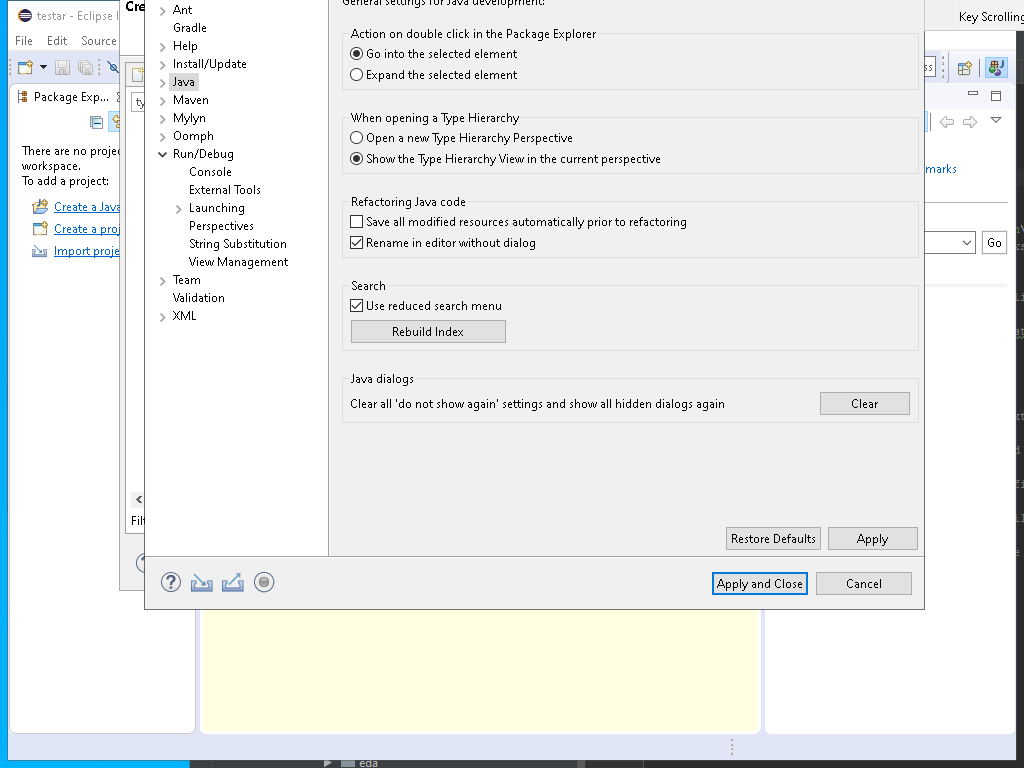 testar - Eclipse
Cre
General settings for Java development:
Key Scrolling
File Edit Source
Ant
Gradle
Help
Install/Update
Java
Maven
Mylyn
Oomph
Run/Debug
Console
External Tools
Launching
Perspectives
String Substitution
View Management
Team
Validation
XML
Package Exp...
There are no proje
workspace.
To add a project:
Create a Java
Create a proj
Import proje
ty
Filt
Action on double click in the Package Explorer
Go into the selected element
Expand the selected element
When opening a Type Hierarchy
Open a new Type Hierarchy Perspective
Show the Type Hierarchy View in the current perspective
Refactoring Java code
Save all modified resources automatically prior to refactoring
Rename in editor without dialog
Search
Use reduced search menu
Rebuild Index
Java dialogs
Clear all 'do not show again' settings and show all hidden dialogs again
Clear
Restore Defaults
Apply
Apply and Close
Cancel
marks
Go
eda